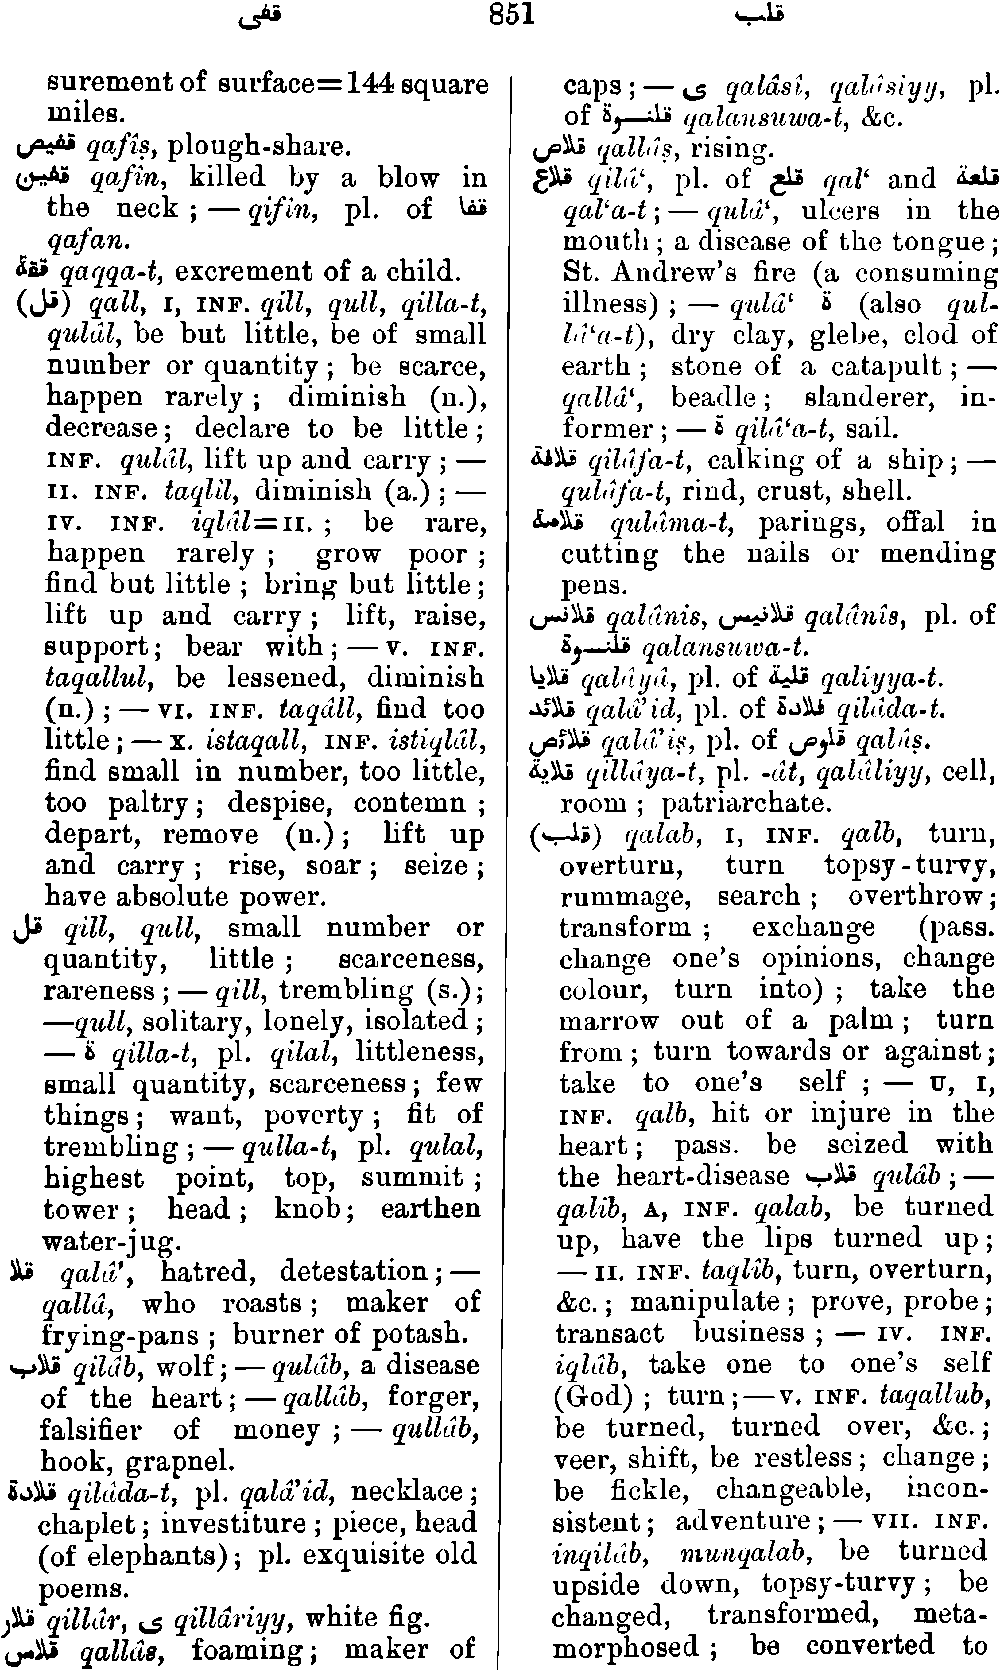 قفى 851 قلب
surement of surface=144 square
miles.
قفيص qafîṣ, plough-share.
قفين qafîn, killed by a blow in
the neck ; — qifîn, pl. of قفا
qafan.
ققة qaqqa-t, excrement of a child.
(قل) qall, I, INF. qill, qull, qilla-t,
qulâl, be but little, be of small
number or quantity ; be scarce,
happen rarely ; diminish (n.),
decrease ; declare to be little ;
INF. qulâl, lift up and carry ; —
II. INF. taqlîl, diminish (a.) ; —
IV. INF. iqlâl=II. ; be rare,
happen rarely ; grow poor ;
find but little ; bring but little ;
lift up and carry ; lift, raise,
support ; bear with ; — V. INF.
taqallul, be lessened, diminish
(n.) ; — VI. INF. taqâll, find too
little ; — X. istaqall, INF. istiqlâl,
find small in number, too little,
too paltry ; despise, contemn ;
depart, remove (n.) ; lift up
and carry ; rise, soar ; seize ;
have absolute power.
قل qill, qull, small number or
quantity, little ; scarceness,
rareness ; — qill, trembling (s.) ;
—qull, solitary, lonely, isolated ;
— ة qilla-t, pl. qilal, littleness,
small quantity, scarceness ; few
things ; want, poverty ; fit of
trembling ; — qulla-t, pl. qulal,
highest point, top, summit ;
tower ; head ; knob ; earthen
water-jug.
قلا qalâ’, hatred, detestation ; —
qallâ, who roasts ; maker of
frying-pans ; burner of potash.
قلاب qilâb, wolf ; — qulâb, a disease
of the heart ; — qallâb, forger,
falsifier of money ; — qullâb,
hook, grapnel.
قلادة qilâda-t, pl. qalâ’id, necklace ;
chaplet ; investiture ; piece, head
(of elephants) ; pl. exquisite old
poems.
قلار qillâr, ى qillâriyy, white fig.
قلاس qallâs, foaming ; maker of
caps ; — ى qalâsî, qalâsiyy, pl.
of قلنسوة qalansuwa-t, &c.
قلاص qallâṣ, rising.
قلاع qilâ‘, pl. of قلع qal‘ and قلعة
qal‘a-t ; — qulâ‘, ulcers in the
mouth ; a disease of the tongue ;
St. Andrew's fire (a consuming
illness) ; — qulâ‘ ة (also qul-
lâ‘a-t), dry clay, glebe, clod of
earth ; stone of a catapult ; —
qallâ‘, beadle ; slanderer, in-
former ; — ة qilâ‘a-t, sail.
قلافة qilâfa-t, calking of a ship ; —
qulâfa-t, rind, crust, shell.
قلامة qulâma-t, parings, offal in
cutting the nails or mending
pens.
قلانس qalânis, قلانيس qalânîs, pl. of
قلنسوة qalansuwa-t.
قلايا qalâyâ, pl. of قلية qaliyya-t.
قلائد qalâ’id, pl. of قلادة qilâda-t.
قلائص qalâ’iṣ, pl. of قلوص qalûṣ.
قلاية qillâya-t, pl. -ât, qalâliyy, cell,
room ; patriarchate.
(قلب) qalab, I, INF. qalb, turn,
overturn, turn topsy-turvy,
rummage, search ; overthrow ;
transform ; exchange (pass.
change one's opinions, change
colour, turn into) ; take the
marrow out of a palm ; turn
from ; turn towards or against ;
take to one's self ; — U, I,
INF. qalb, hit or injure in the
heart ; pass. be seized with
the heart-disease قلاب qulâb ; —
qalib, A, INF. qalab, be turned
up, have the lips turned up ;
— II. INF. taqlîb, turn, overturn,
&c. ; manipulate ; prove, probe ;
transact business ; — IV. INF.
iqlâb, take one to one's self
(God) ; turn ;—V. INF. taqallub,
be turned, turned over, &c. ;
veer, shift, be restless ; change ;
be fickle, changeable, incon-
sistent ; adventure ; — VII. INF.
inqilâb, munqalab, be turned
upside down, topsy-turvy ; be
changed, transformed, meta-
morphosed ; be converted to